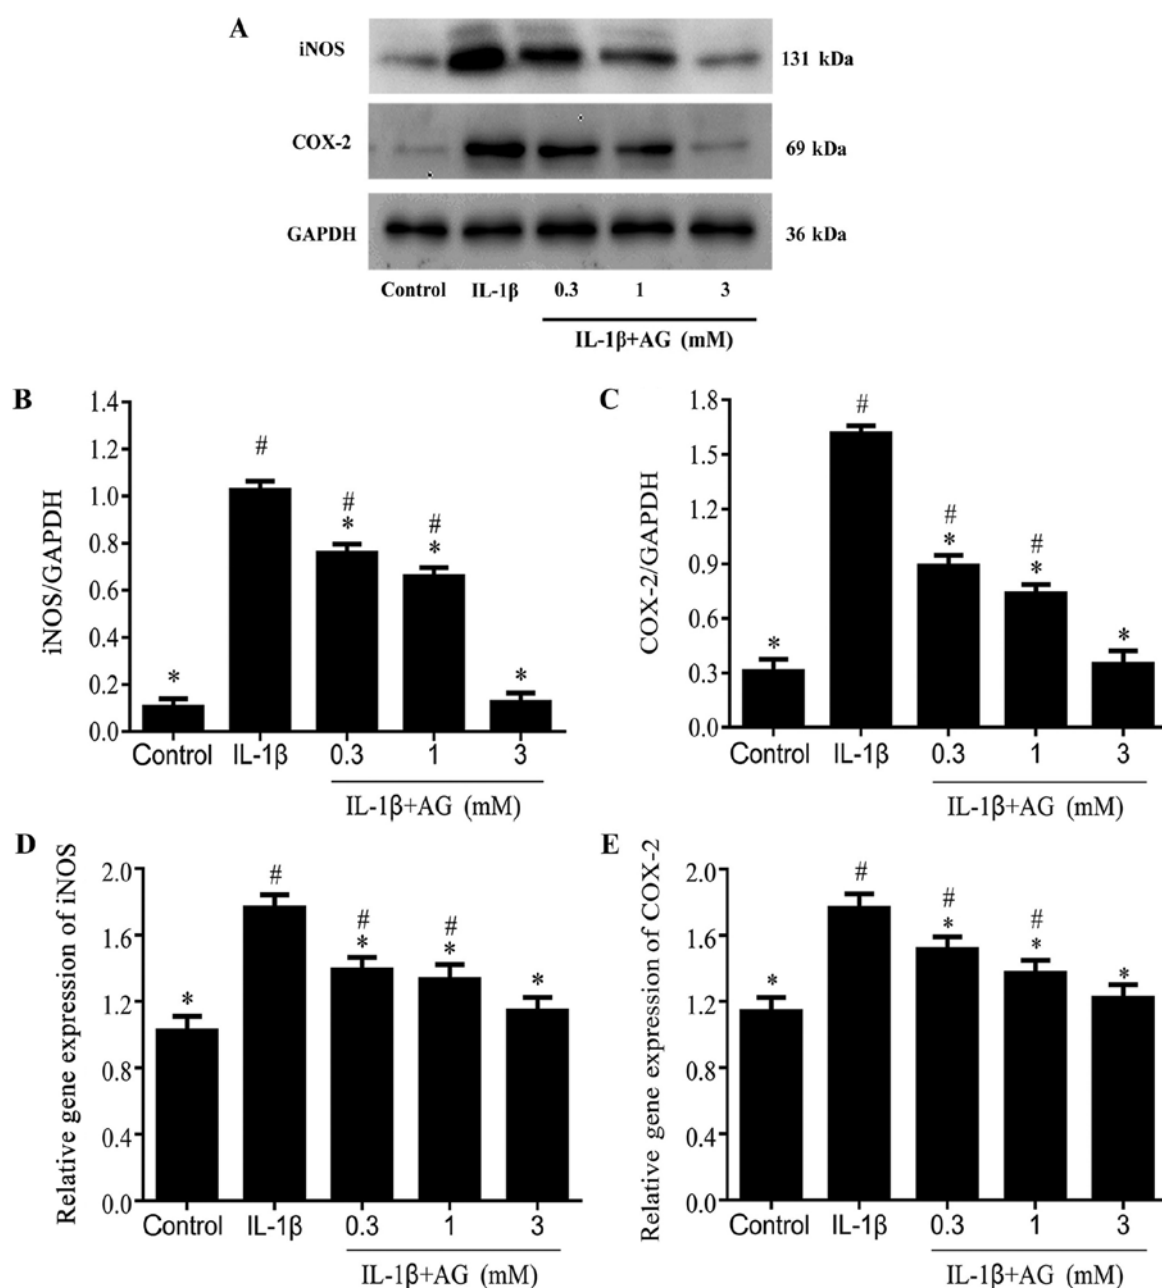 A
iNOS
131 kDa
COX-2
69 kDa
GAPDH
36 kDa
Control IL-1β 0.3 1 3
IL-1β+AG (mM)
B
iNOS/GAPDH
1.4
1.2
1.0
0.8
0.6
0.4
0.2
0.0
#
#
*
#
*
*
*
Control IL-1β 0.3 1 3
IL-1β+AG (mM)
C
COX-2/GAPDH
1.8
1.5
1.2
0.9
0.6
0.3
0.0
#
#
*
#
*
*
*
Control IL-1β 0.3 1 3
IL-1β+AG (mM)
D
Relative gene expression of iNOS
2.0
1.6
1.2
0.8
0.4
0.0
#
#
*
#
*
*
*
Control IL-1β 0.3 1 3
IL-1β+AG (mM)
E
Relative gene expression of COX-2
2.0
1.6
1.2
0.8
0.4
0.0
#
#
*
#
*
*
*
Control IL-1β 0.3 1 3
IL-1β+AG (mM)